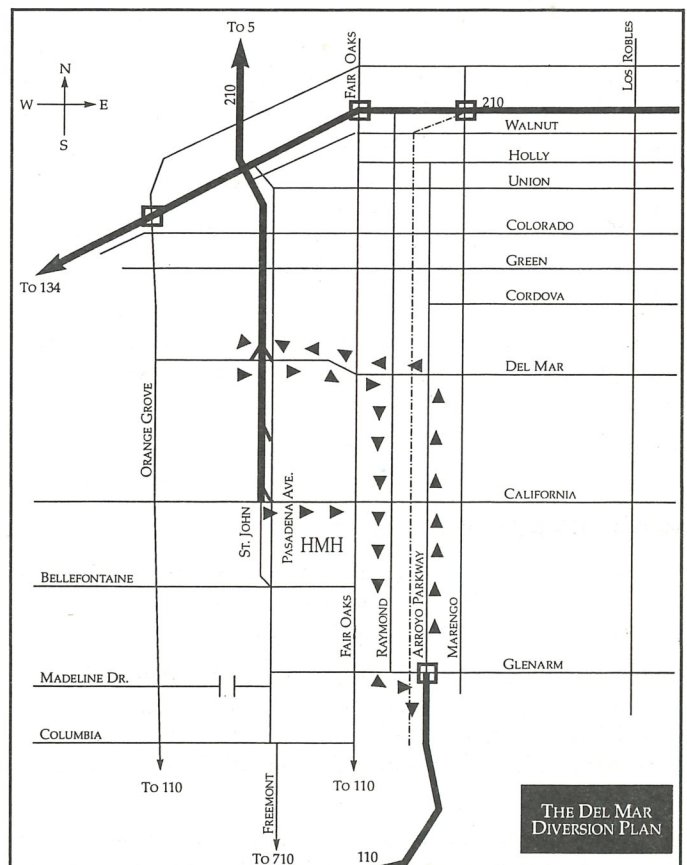 To 5
N
W
E
S
210
FAIR OAKS
LOS ROBLES
210
WALNUT
HOLLY
UNION
COLORADO
GREEN
To 134
CORDOVA
DEL MAR
ORANGE GROVE
CALIFORNIA
ST. JOHN
PASADENA AVE.
HMH
BELLEFONTAINE
FAIR OAKS
RAYMOND
ARROYO PARKWAY
MARENGO
GLENARM
MADELINE DR.
COLUMBIA
To 110
FREEMONT
To 110
To 710
110
THE DEL MAR
DIVERSION PLAN